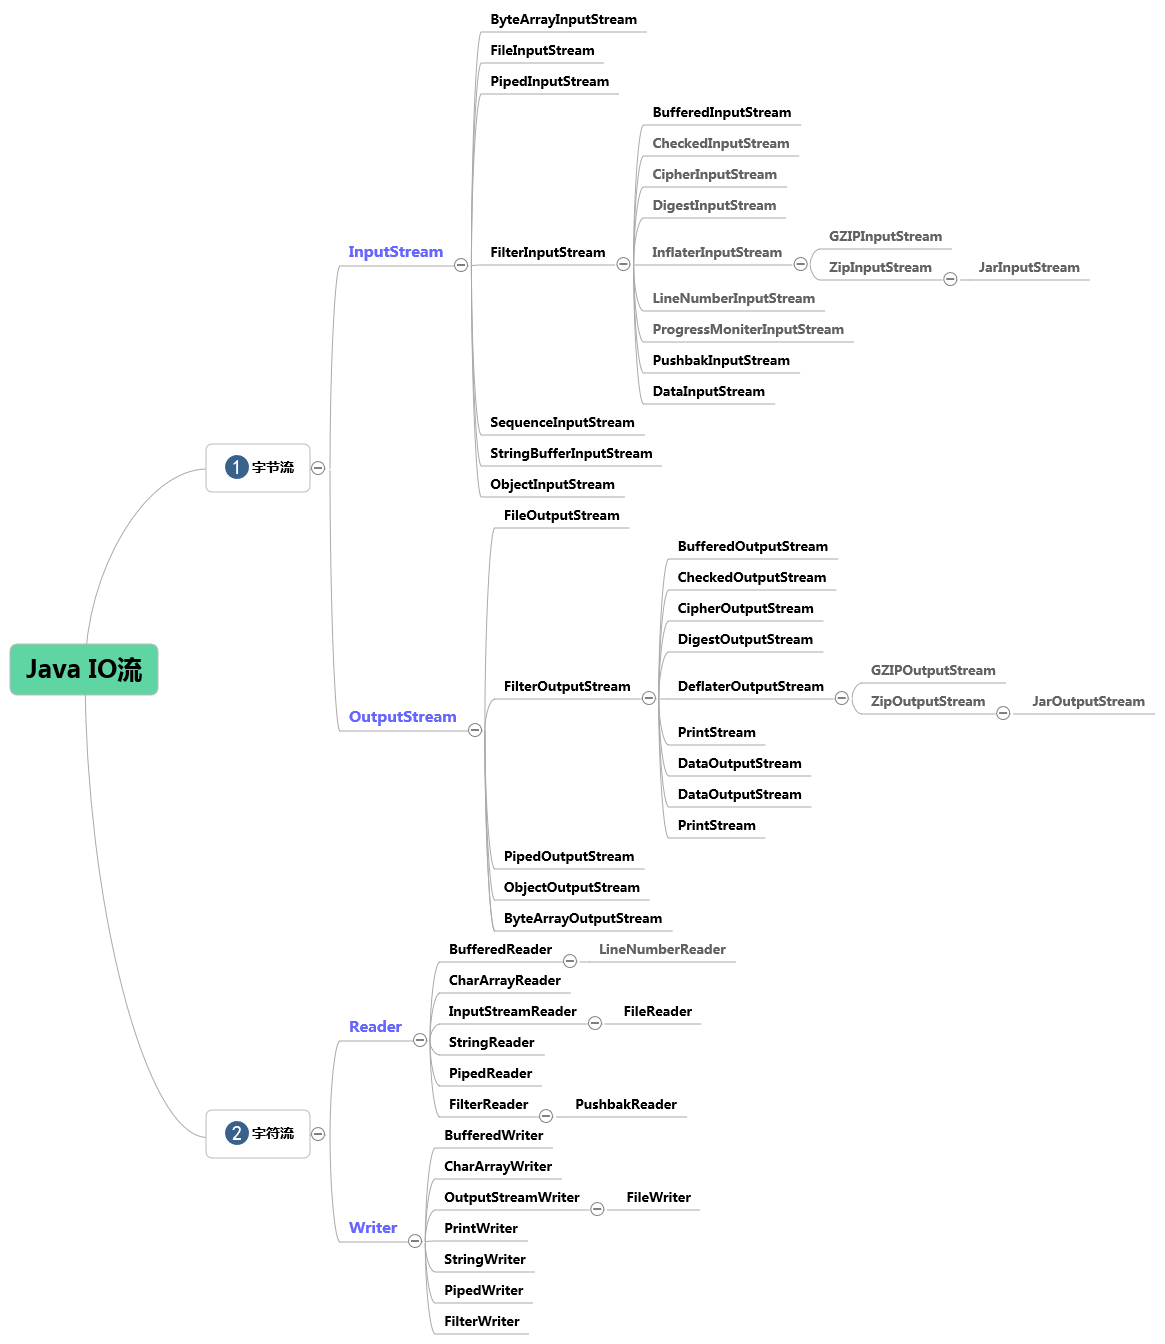 Java IO流
1 字节流
InputStream
ByteArrayInputStream
FileInputStream
PipedInputStream
FilterInputStream
BufferedInputStream
CheckedInputStream
CipherInputStream
DigestInputStream
InflaterInputStream
GZIPInputStream
ZipInputStream
JarInputStream
LineNumberInputStream
ProgressMoniterInputStream
PushbakInputStream
DataInputStream
SequenceInputStream
StringBufferInputStream
ObjectInputStream
OutputStream
FileOutputStream
FilterOutputStream
BufferedOutputStream
CheckedOutputStream
CipherOutputStream
DigestOutputStream
DeflaterOutputStream
GZIPOutputStream
ZipOutputStream
JarOutputStream
PrintStream
DataOutputStream
DataOutputStream
PrintStream
PipedOutputStream
ObjectOutputStream
ByteArrayOutputStream
2 字符流
Reader
BufferedReader
LineNumberReader
CharArrayReader
InputStreamReader
FileReader
StringReader
PipedReader
FilterReader
PushbakReader
Writer
BufferedWriter
CharArrayWriter
OutputStreamWriter
FileWriter
PrintWriter
StringWriter
PipedWriter
FilterWriter